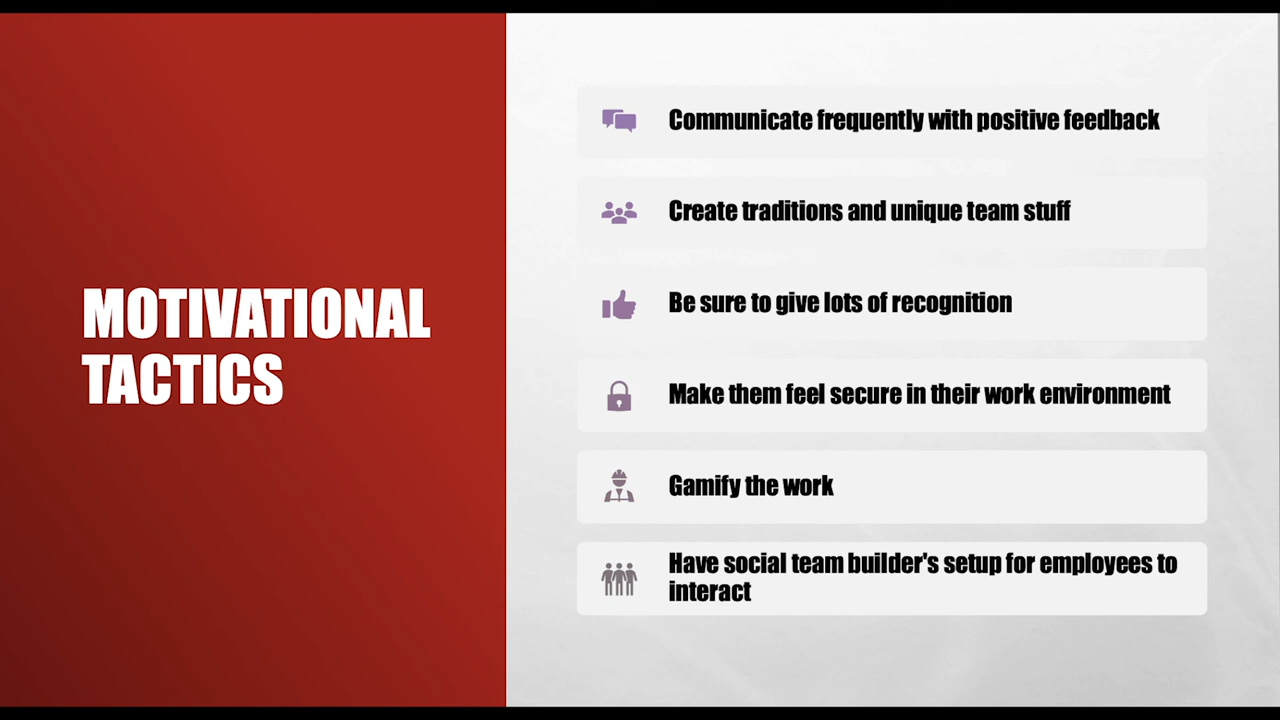 MOTIVATIONAL
TACTICS
Communicate frequently with positive feedback
Create traditions and unique team stuff
Be sure to give lots of recognition
Make them feel secure in their work environment
Gamify the work
Have social team builder's setup for employees to
interact